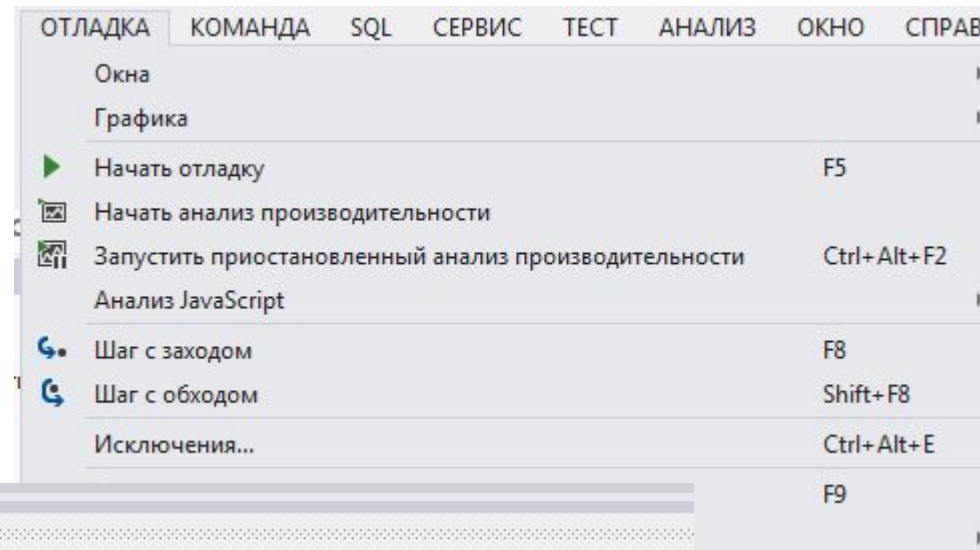 ОТЛАДКА КОМАНДА SQL СЕРВИС ТЕСТ АНАЛИЗ ОКНО СПРАВ
Окна
Графика
Начать отладку F5
Начать анализ производительности
Запустить приостановленный анализ производительности Ctrl+Alt+F2
Анализ JavaScript
Шаг с заходом F8
Шаг с обходом Shift+F8
Исключения... Ctrl+Alt+E
F9